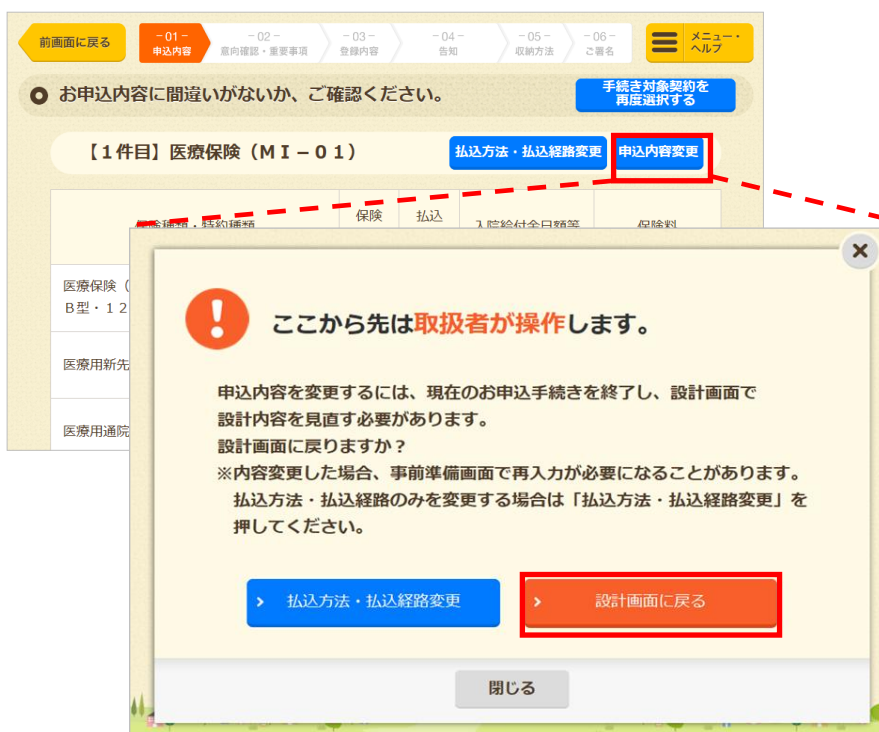 前画面に戻る
-01-
申込内容
-02-
意向確認・重要事項
-03-
登録内容
-04-
告知
-05-
収納方法
-06-
ご署名
メニュー・
ヘルプ
お申込内容に間違いがないか、ご確認ください。
手続き対象契約を
再度選択する
【1件目】医療保険（MI－01）
払込方法・払込経路変更
申込内容変更
保険種類・特約種類
保険
払込
入院給付金日額等
保険料
医療保険（
B型・12
医療用新先
医療用通院
ここから先は取扱者が操作します。
申込内容を変更するには、現在のお申込手続きを終了し、設計画面で
設計内容を見直す必要があります。
設計画面に戻りますか？
※内容変更した場合、事前準備画面で再入力が必要になることがあります。
払込方法・払込経路のみを変更する場合は「払込方法・払込経路変更」を
押してください。
払込方法・払込経路変更
設計画面に戻る
閉じる